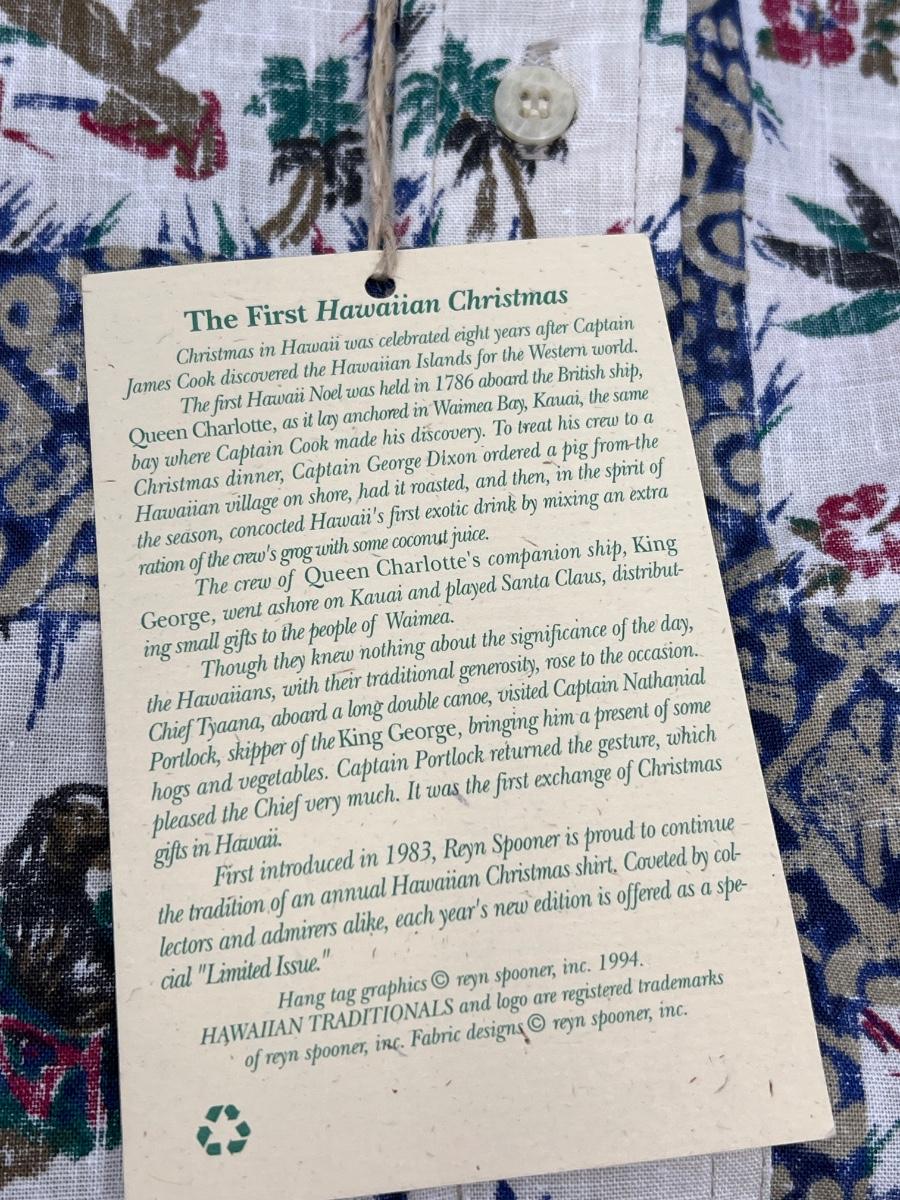 The First Hawaiian Christmas
Christmas in Hawaii was celebrated eight years after Captain
James Cook discovered the Hawaiian Islands for the Western world.
The first Hawaii Noel was held in 1786 aboard the British ship,
Queen Charlotte, as it lay anchored in Waimea Bay, Kauai, the same
bay where Captain Cook made his discovery. To treat his crew to a
Christmas dinner, Captain George Dixon ordered a pig from the
Hawaiian village on shore, had it roasted, and then, in the spirit of
the season, concocted Hawaii's first exotic drink by mixing an extra
ration of the crew's grog with some coconut juice.
The crew of Queen Charlotte's companion ship, King
George, went ashore on Kauai and played Santa Claus, distribut-
ing small gifts to the people of Waimea.
Though they knew nothing about the significance of the day,
the Hawaiians, with their traditional generosity, rose to the occasion.
Chief Tyaana, aboard a long double canoe, visited Captain Nathanial
Portlock, skipper of the King George, bringing him a present of some
hogs and vegetables. Captain Portlock returned the gesture, which
pleased the Chief very much. It was the first exchange of Christmas
gifts in Hawaii.
First introduced in 1983, Reyn Spooner is proud to continue
the tradition of an annual Hawaiian Christmas shirt. Coveted by col-
lectors and admirers alike, each year's new edition is offered as a spe-
cial "Limited Issue."
Hang tag graphics © reyn spooner, inc. 1994.
HAWAIIAN TRADITIONALS and logo are registered trademarks
of reyn spooner, inc. Fabric designs © reyn spooner, inc.